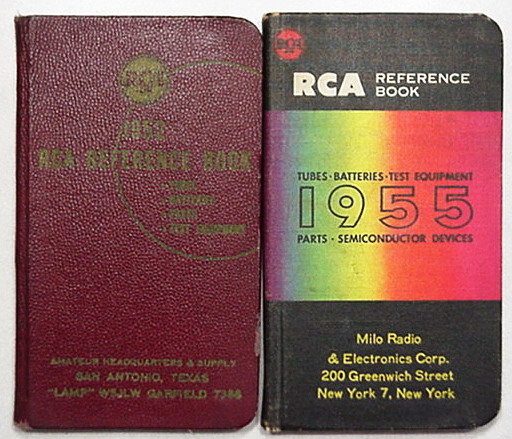 RCA
1953
RCA REFERENCE BOOK
• TUBES
• BATTERIES
• PARTS
• TEST EQUIPMENT
AMATEUR HEADQUARTERS & SUPPLY
SAN ANTONIO, TEXAS
"LAMP" W5JLW GARFIELD
RCA
RCA REFERENCE
BOOK
TUBES • BATTERIES • TEST EQUIPMENT
1955
PARTS • SEMICONDUCTOR DEVICES
Milo Radio
& Electronics Corp.
200 Greenwich Street
New York 7, New York